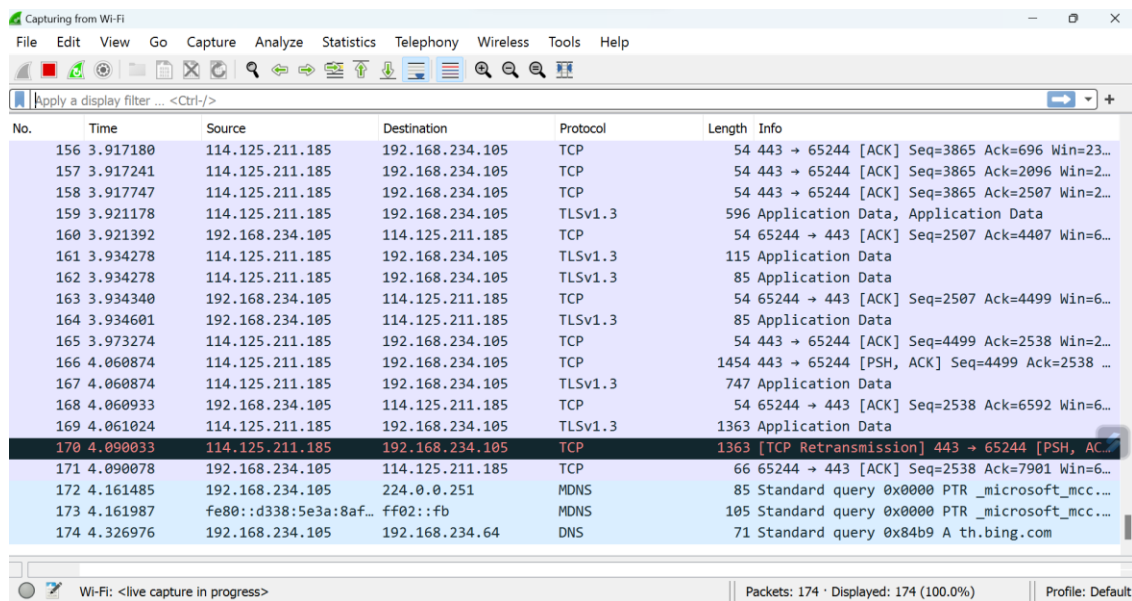 Capturing from Wi-Fi
File Edit View Go Capture Analyze Statistics Telephony Wireless Tools Help
Apply a display filter ... <Ctrl-/>
No. Time Source Destination Protocol Length Info
156 3.917180 114.125.211.185 192.168.234.105 TCP 54 443 → 65244 [ACK] Seq=3865 Ack=696 Win=23…
157 3.917241 114.125.211.185 192.168.234.105 TCP 54 443 → 65244 [ACK] Seq=3865 Ack=2096 Win=2…
158 3.917747 114.125.211.185 192.168.234.105 TCP 54 443 → 65244 [ACK] Seq=3865 Ack=2507 Win=2…
159 3.921178 114.125.211.185 192.168.234.105 TLSv1.3 596 Application Data, Application Data
160 3.921392 192.168.234.105 114.125.211.185 TCP 54 65244 → 443 [ACK] Seq=2507 Ack=4407 Win=6…
161 3.934278 114.125.211.185 192.168.234.105 TLSv1.3 115 Application Data
162 3.934278 114.125.211.185 192.168.234.105 TLSv1.3 85 Application Data
163 3.934340 192.168.234.105 114.125.211.185 TCP 54 65244 → 443 [ACK] Seq=2507 Ack=4499 Win=6…
164 3.934601 192.168.234.105 114.125.211.185 TLSv1.3 85 Application Data
165 3.973274 114.125.211.185 192.168.234.105 TCP 54 443 → 65244 [ACK] Seq=4499 Ack=2538 Win=2…
166 4.060874 114.125.211.185 192.168.234.105 TCP 1454 443 → 65244 [PSH, ACK] Seq=4499 Ack=2538 …
167 4.060874 114.125.211.185 192.168.234.105 TLSv1.3 747 Application Data
168 4.060933 192.168.234.105 114.125.211.185 TCP 54 65244 → 443 [ACK] Seq=2538 Ack=6592 Win=6…
169 4.061024 114.125.211.185 192.168.234.105 TLSv1.3 1363 Application Data
170 4.090033 114.125.211.185 192.168.234.105 TCP 1363 [TCP Retransmission] 443 → 65244 [PSH, AC…
171 4.090078 192.168.234.105 114.125.211.185 TCP 66 65244 → 443 [ACK] Seq=2538 Ack=7901 Win=6…
172 4.161485 192.168.234.105 224.0.0.251 MDNS 85 Standard query 0x0000 PTR _microsoft_mcc.…
173 4.161987 fe80::d338:5e3a:8af… ff02::fb MDNS 105 Standard query 0x0000 PTR _microsoft_mcc.…
174 4.326976 192.168.234.105 192.168.234.64 DNS 71 Standard query 0x84b9 A th.bing.com
Wi-Fi: <live capture in progress> Packets: 174 · Displayed: 174 (100.0%) Profile: Default